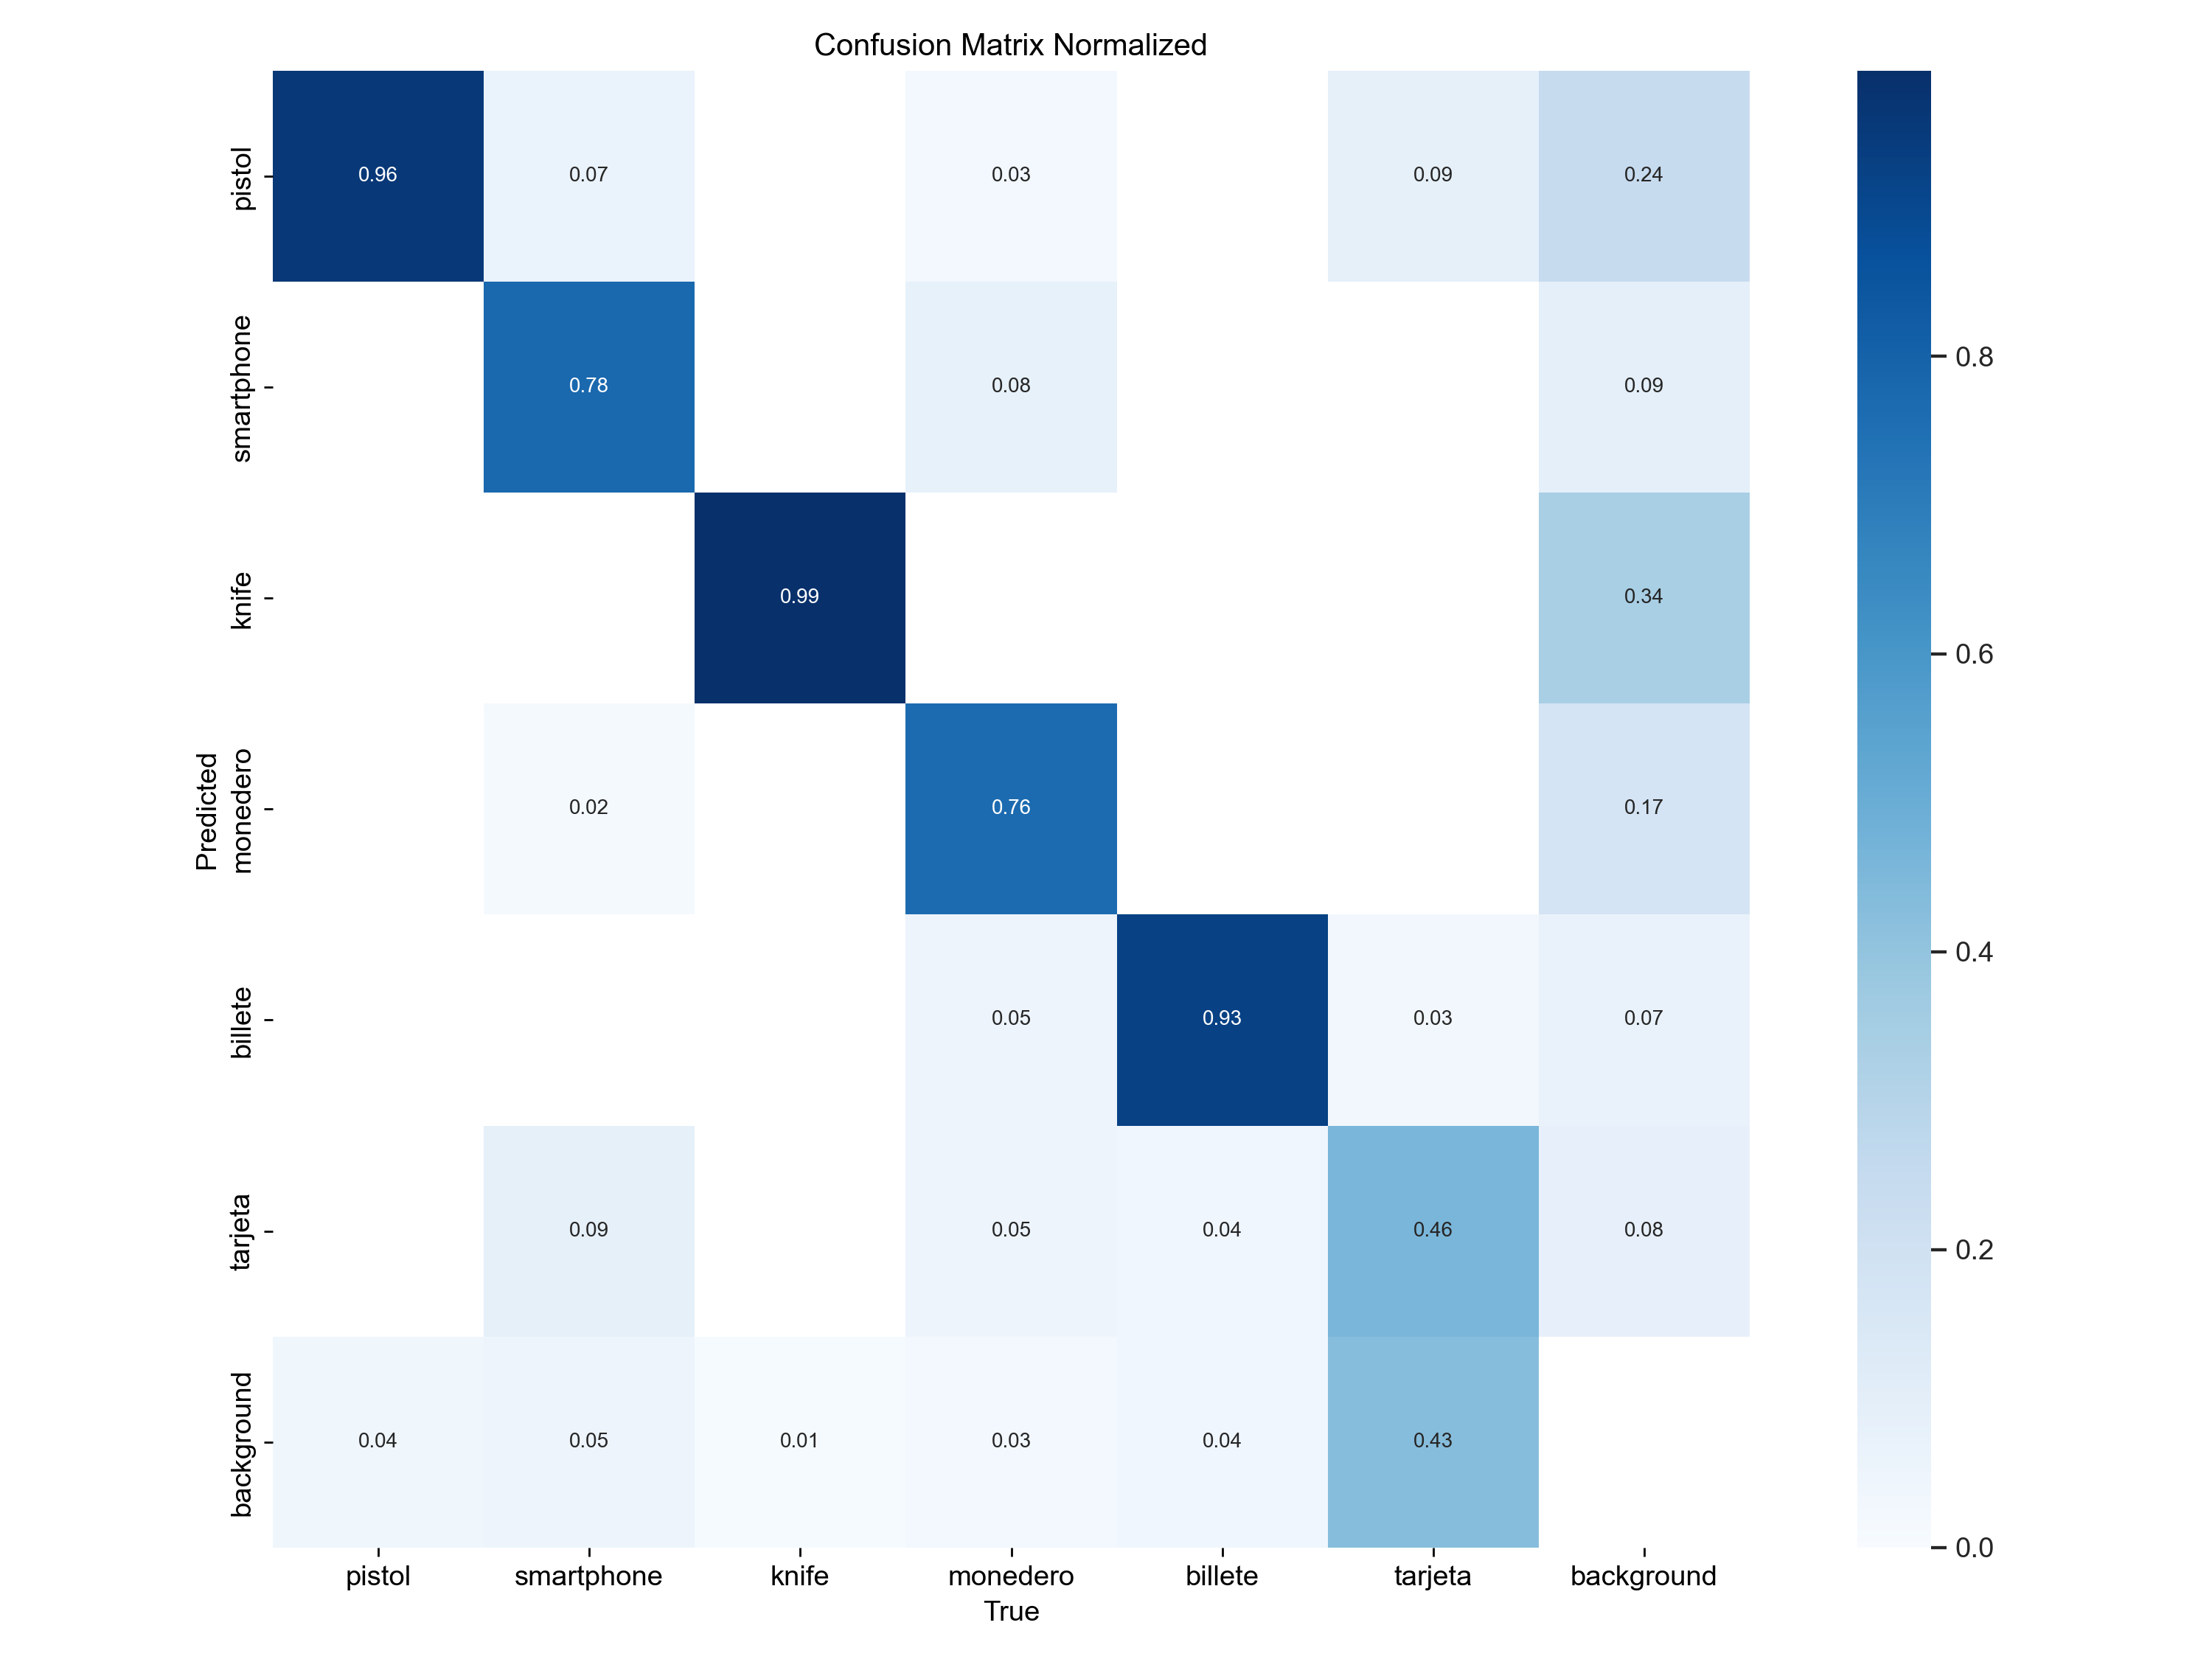 Confusion Matrix Normalized
pistol
0.96
0.07
0.03
0.09
0.24
smartphone
0.78
0.08
0.09
0.8
knife
0.99
0.34
0.6
Predicted
monedero
0.02
0.76
0.17
billete
0.05
0.93
0.03
0.07
0.4
tarjeta
0.09
0.05
0.04
0.46
0.08
0.2
background
0.04
0.05
0.01
0.03
0.04
0.43
0.0
pistol
smartphone
knife
monedero
billete
tarjeta
background
True